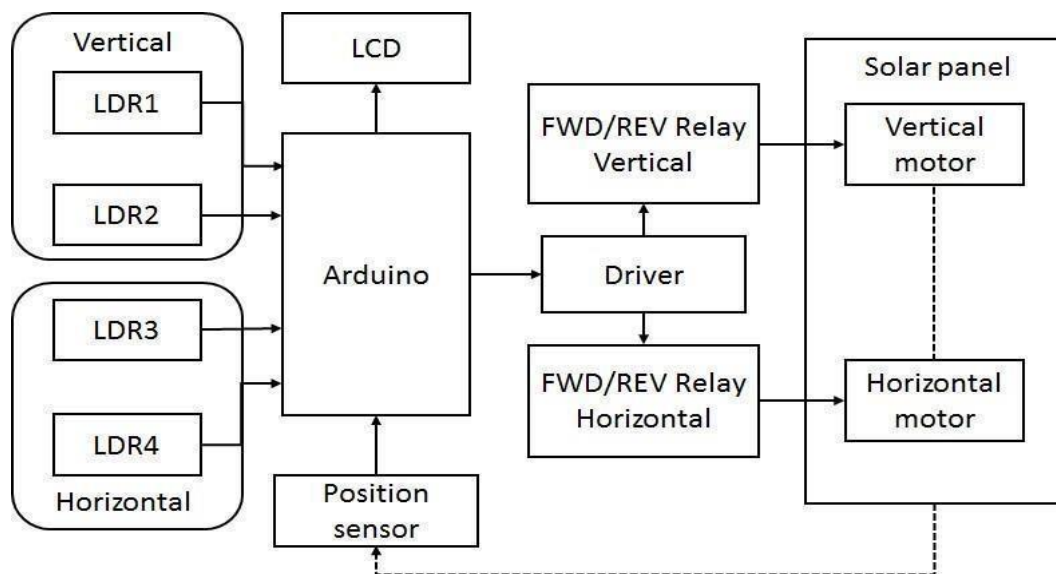 Vertical
LDR1
LDR2
LDR3
LDR4
Horizontal
LCD
Arduino
Position
sensor
FWD/REV Relay
Vertical
Driver
FWD/REV Relay
Horizontal
Solar panel
Vertical
motor
Horizontal
motor